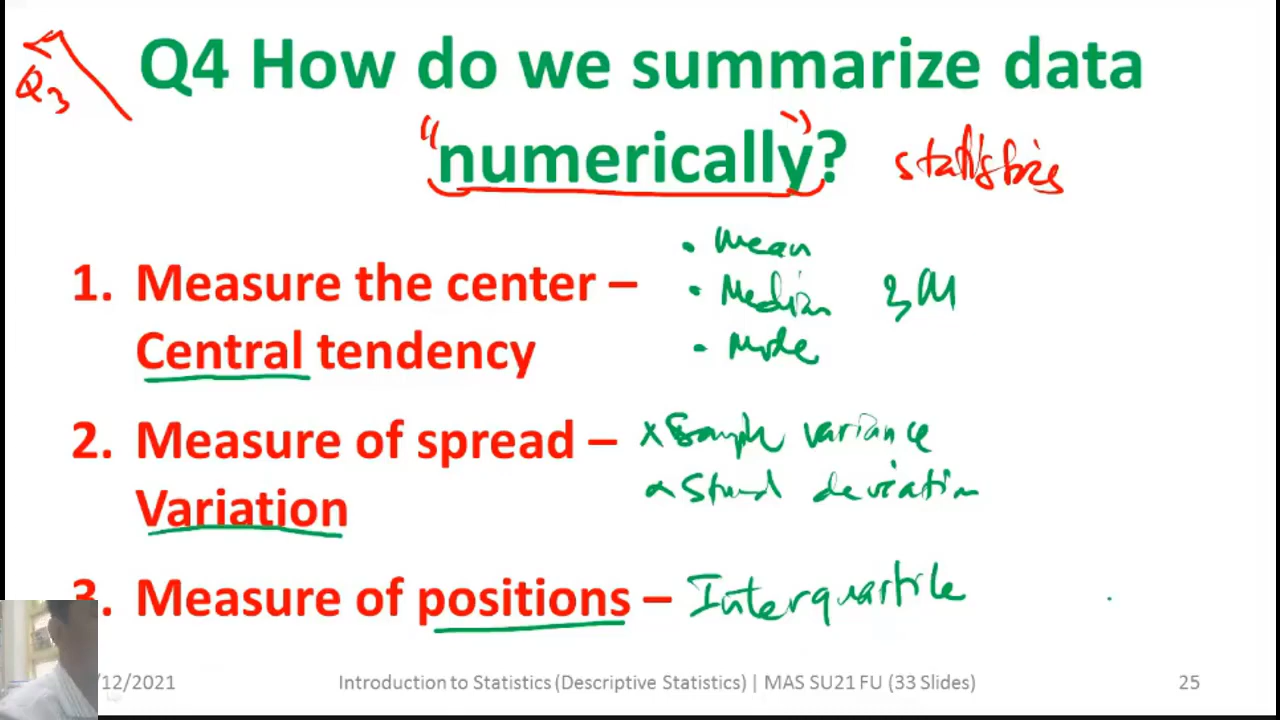 Q3
Q4 How do we summarize data
"numerically"?
statistics
1. Measure the center –
Central tendency
• Mean
• Median
• Mode
3 M
2. Measure of spread –
Variation
x Sample variance
x Stand deviation
3. Measure of positions –
Interquartile
/12/2021
Introduction to Statistics (Descriptive Statistics) | MAS SU21 FU (33 Slides)
25